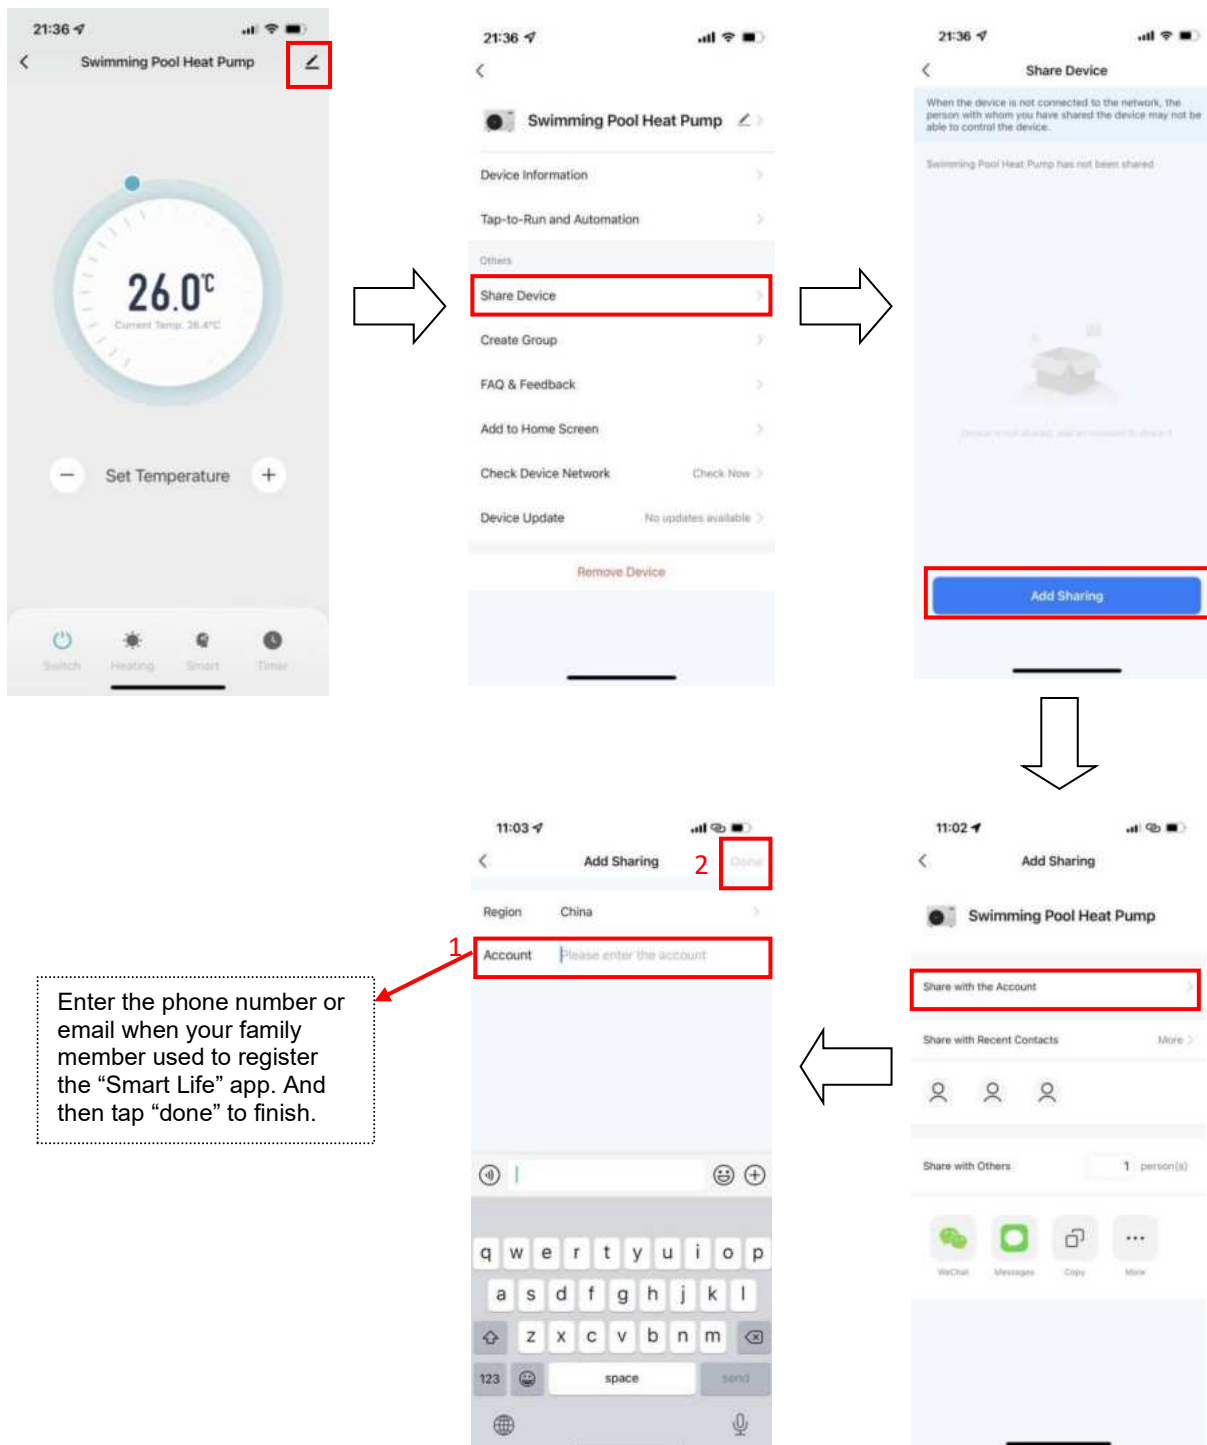 21:36
Swimming Pool Heat Pump
26.0°C
Current Temp. 26.4°C
Set Temperature
Switch Heating Smart Timer
21:36
Swimming Pool Heat Pump
Device Information
Tap-to-Run and Automation
Others
Share Device
Create Group
FAQ & Feedback
Add to Home Screen
Check Device Network Check Now
Device Update No updates available
Remove Device
21:36
Share Device
When the device is not connected to the network, the
person with whom you have shared the device may not be
able to control the device.
Swimming Pool Heat Pump has not been shared
Add Sharing
11:02
Add Sharing
Swimming Pool Heat Pump
Share with the Account
Share with Recent Contacts More
Share with Others 1 person(s)
WeChat Messages Copy More
11:03
Add Sharing 2 Done
Region China
1 Account Please enter the account
q w e r t y u i o p
a s d f g h j k l
z x c v b n m
123 space send
Enter the phone number or
email when your family
member used to register
the “Smart Life” app. And
then tap “done” to finish.